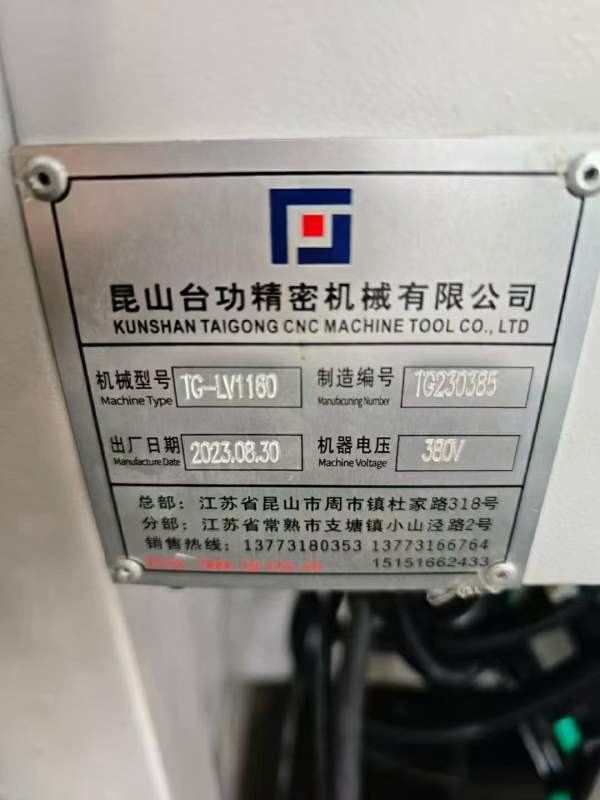 昆山台功精密机械有限公司
KUNSHAN TAIGONG CNC MACHINE TOOL CO., LTD
机械型号 TG-LV1160 制造编号 TG230385
Machine Type Manufacturing Number
出厂日期 2023.08.30 机器电压 380V
Manufacture Date Machine Voltage
总部：江苏省昆山市周市镇杜家路318号
分部：江苏省常熟市支塘镇小山泾路2号
销售热线：13773180353 13773166764
15151662433